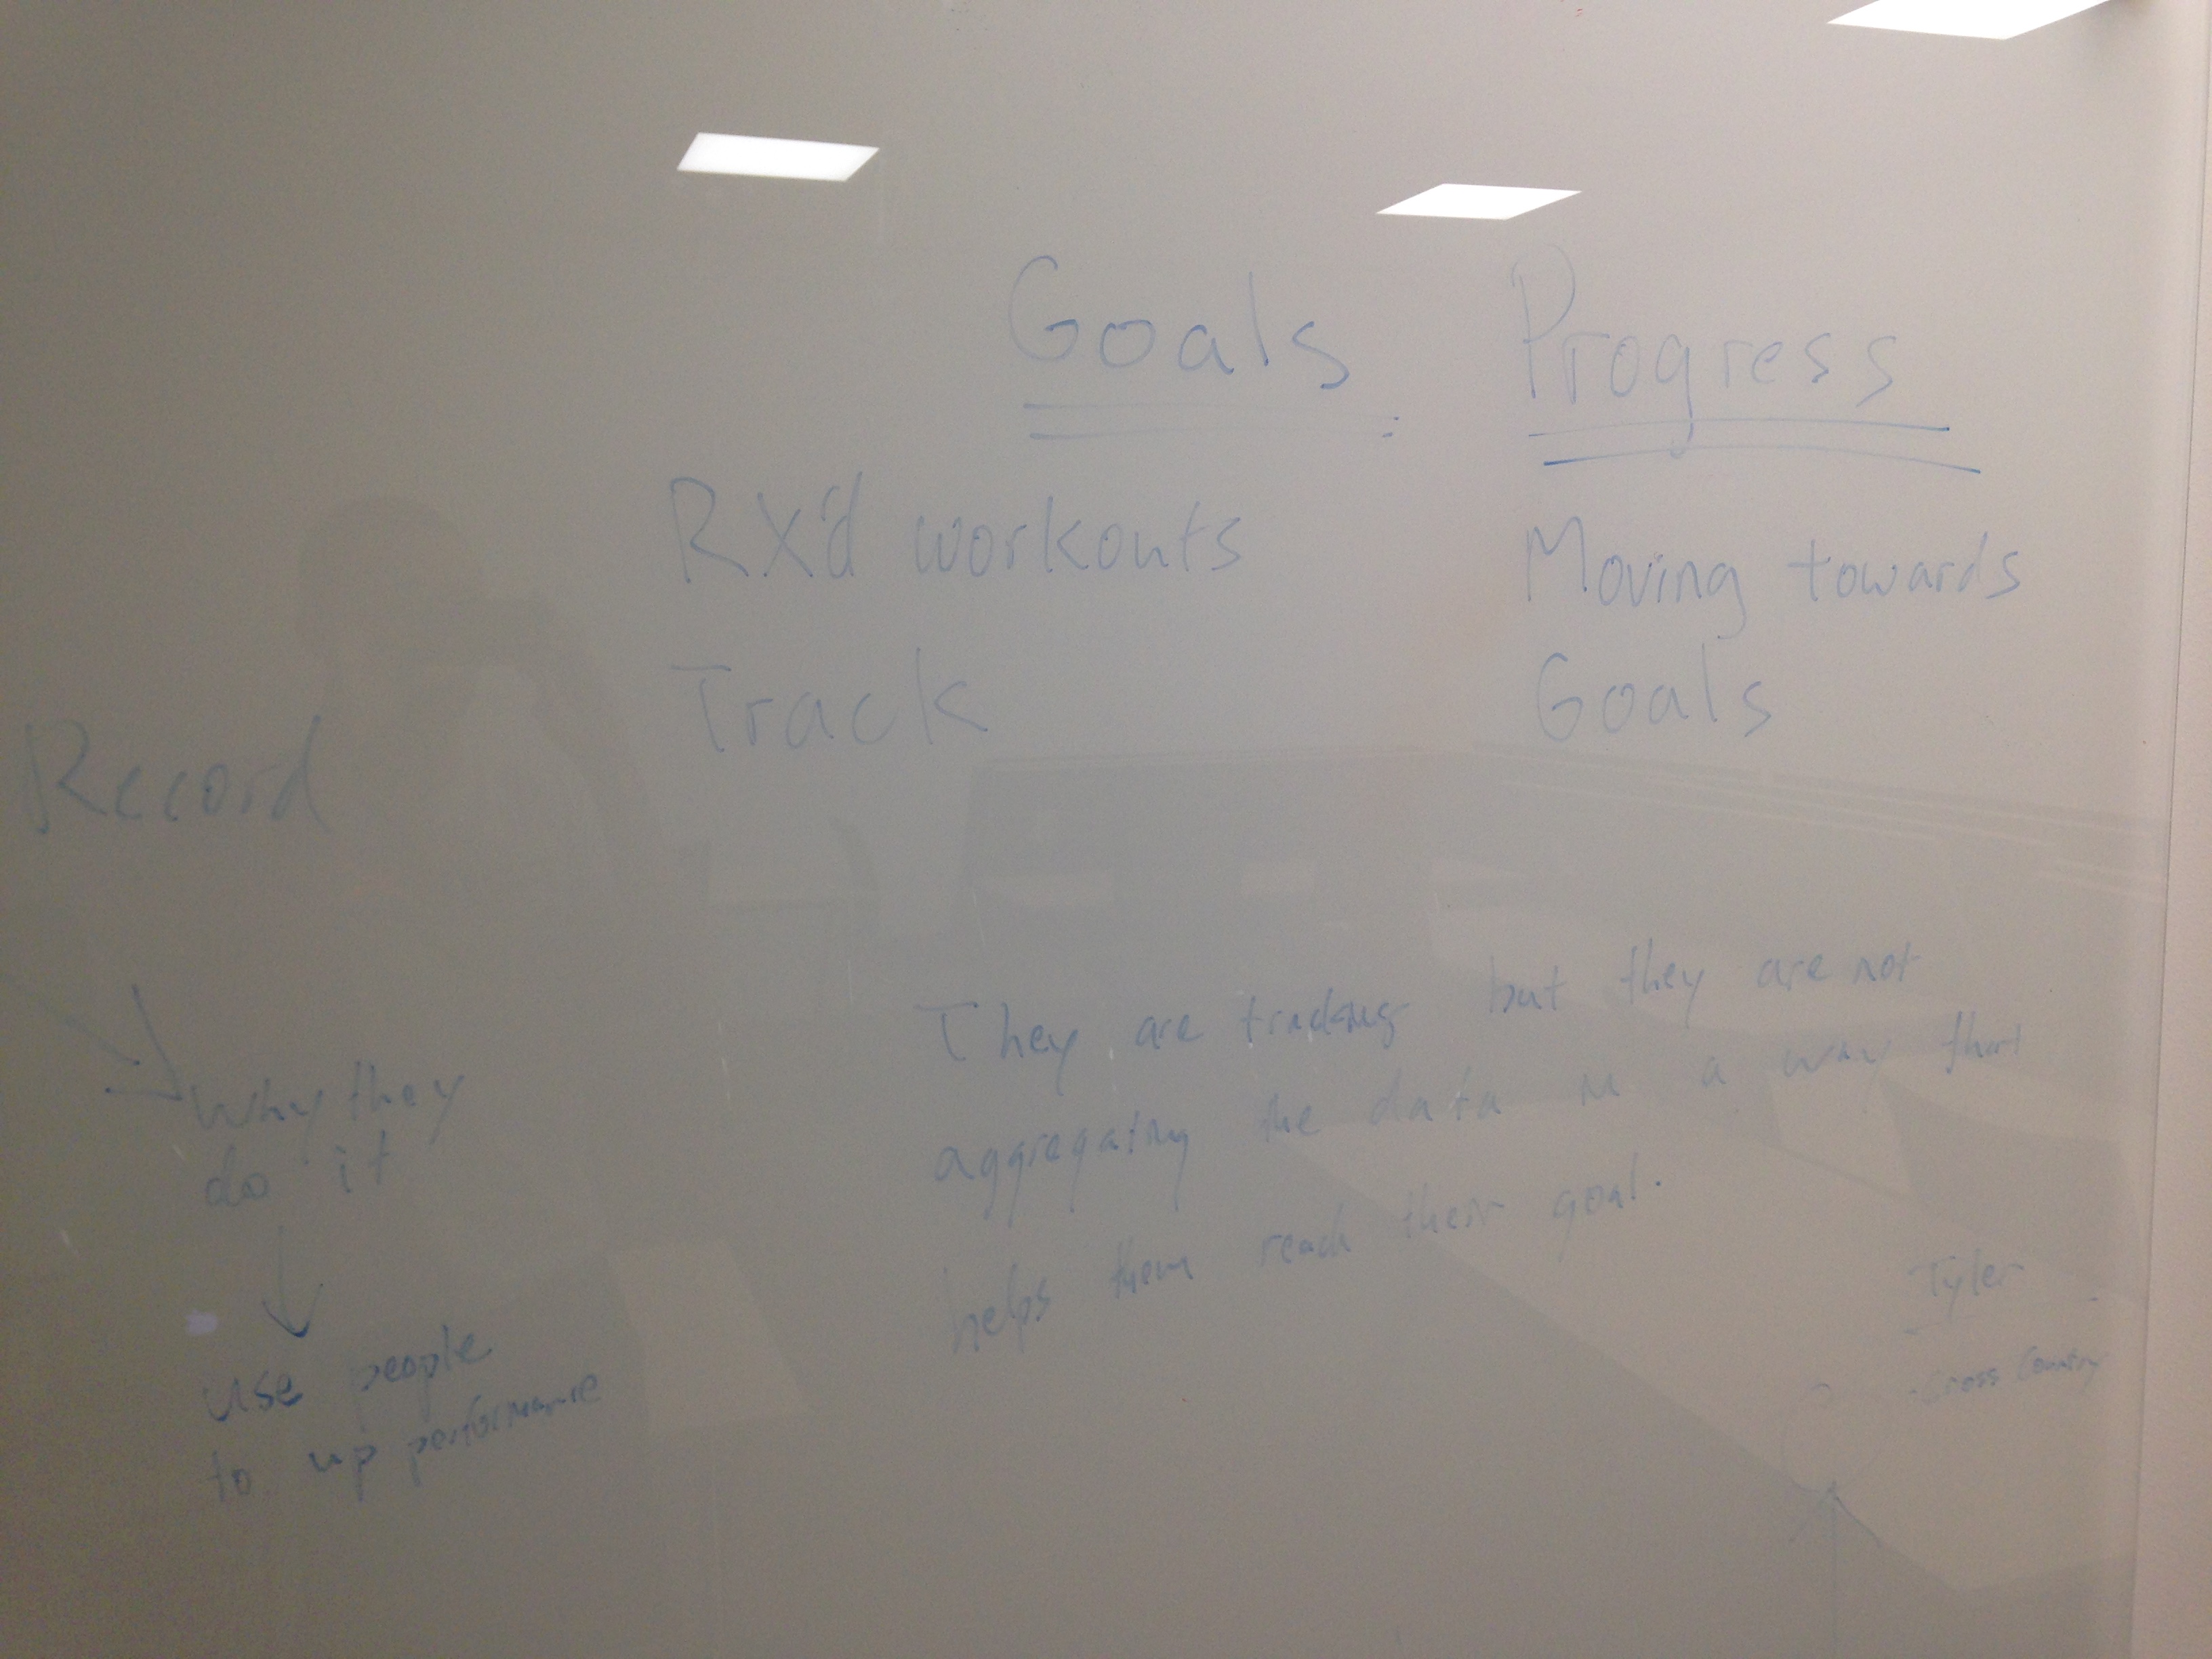 Goals Progress
RX'd workouts
Moving towards
Track
Goals
Record
They are tracking but they are not
aggregating the data in a way that
helps them reach their goal.
Why they
do it
use people
to up performance
Tyler
- Cross Country